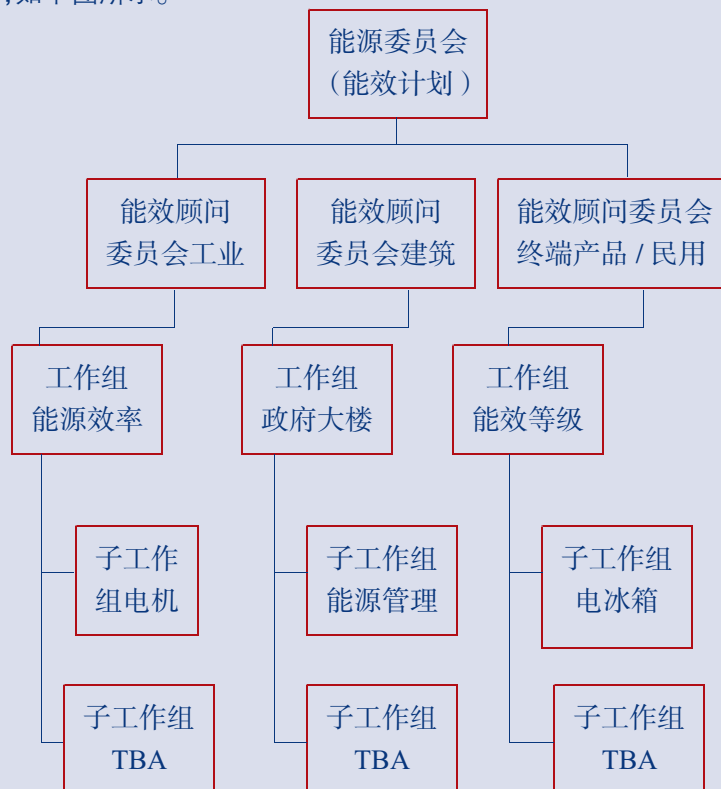 能源委员会
（能效计划）
能效顾问
委员会工业
能效顾问
委员会建筑
能效顾问委员会
终端产品 / 民用
工作组
能源效率
工作组
政府大楼
工作组
能效等级
子工作
组电机
子工作组
能源管理
子工作组
电冰箱
子工作组
TBA
子工作组
TBA
子工作组
TBA